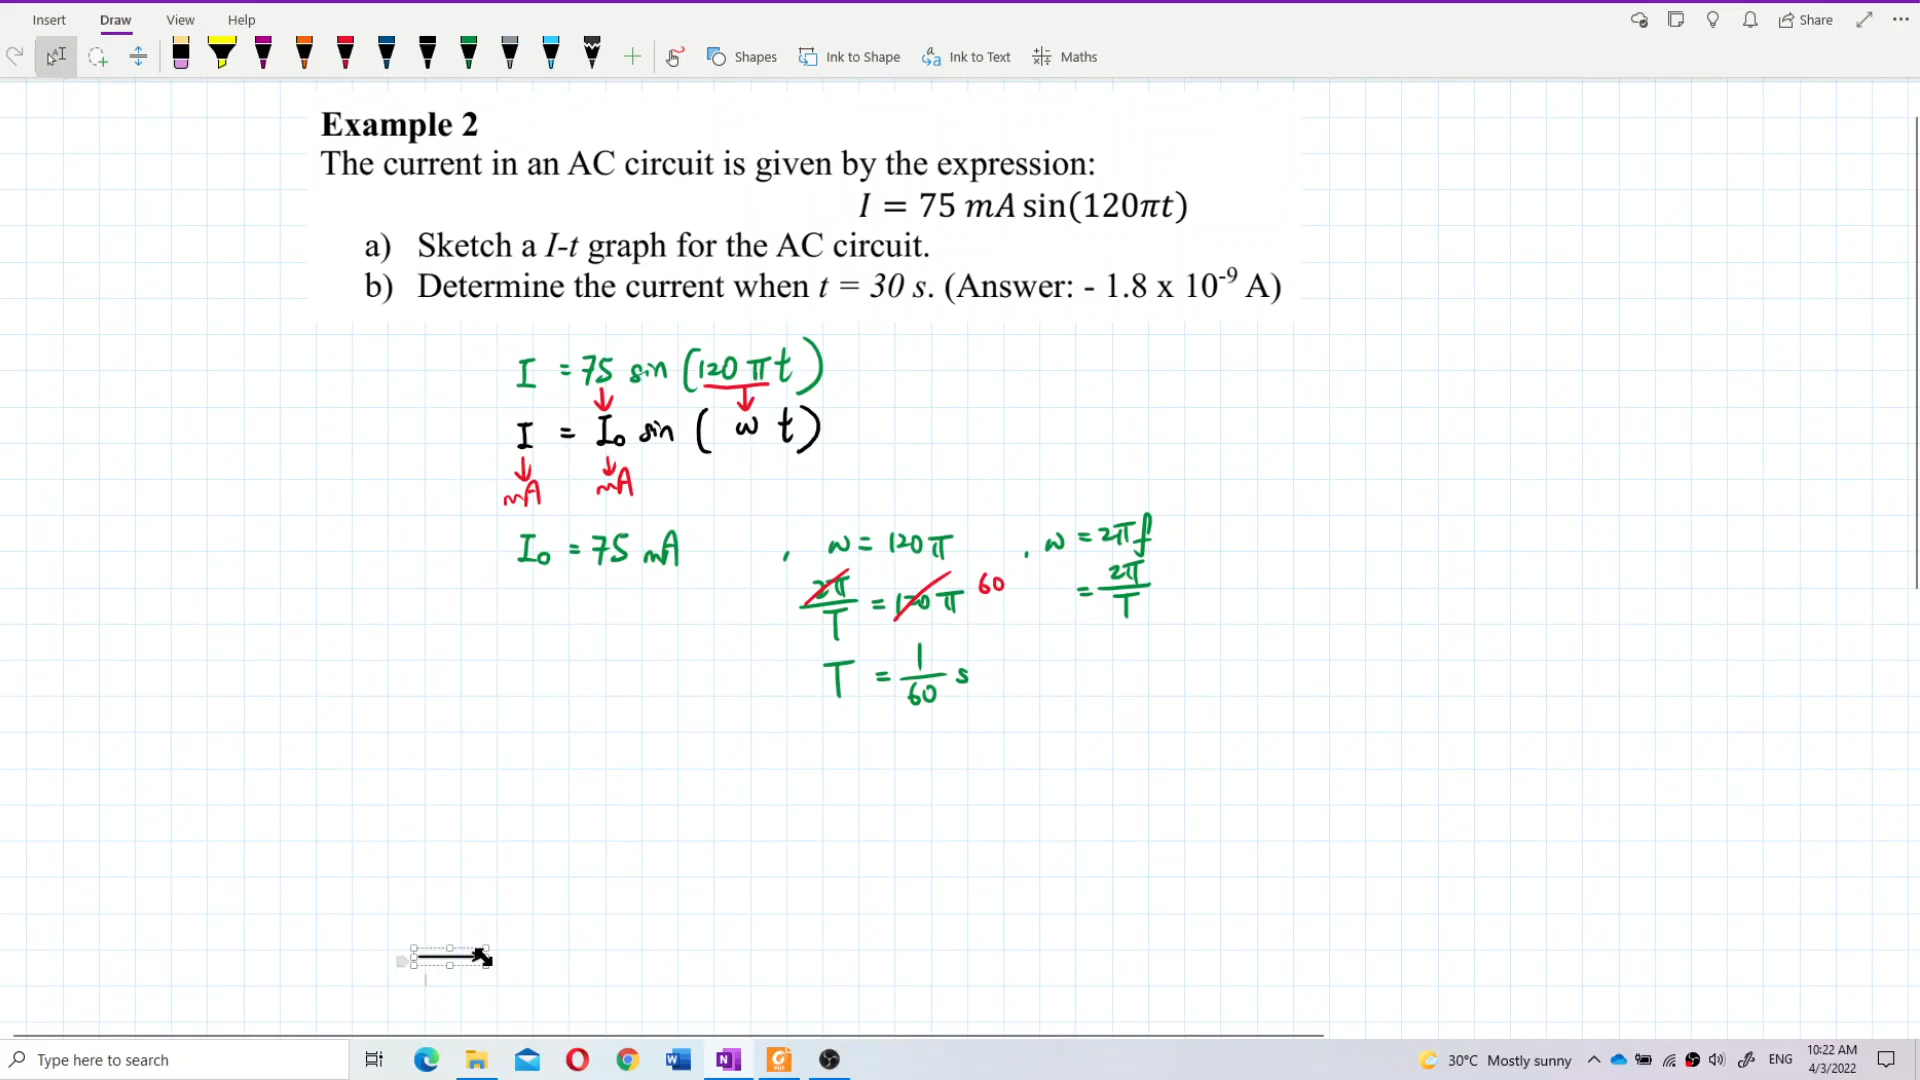 Insert Draw View Help Share
Shapes Ink to Shape Ink to Text Maths
Example 2
The current in an AC circuit is given by the expression:
I = 75 mA sin(120πt)
a) Sketch a I-t graph for the AC circuit.
b) Determine the current when t = 30 s. (Answer: - 1.8 x 10⁻⁹ A)
I = 75 sin (120 π t)
I = I₀ sin ( ω t)
mA mA
I₀ = 75 mA , ω = 120 π , ω = 2πf
2π/T = 120 π 60 = 2π/T
T = 1/60 s
Type here to search 30°C Mostly sunny ENG 10:22 AM
4/3/2022